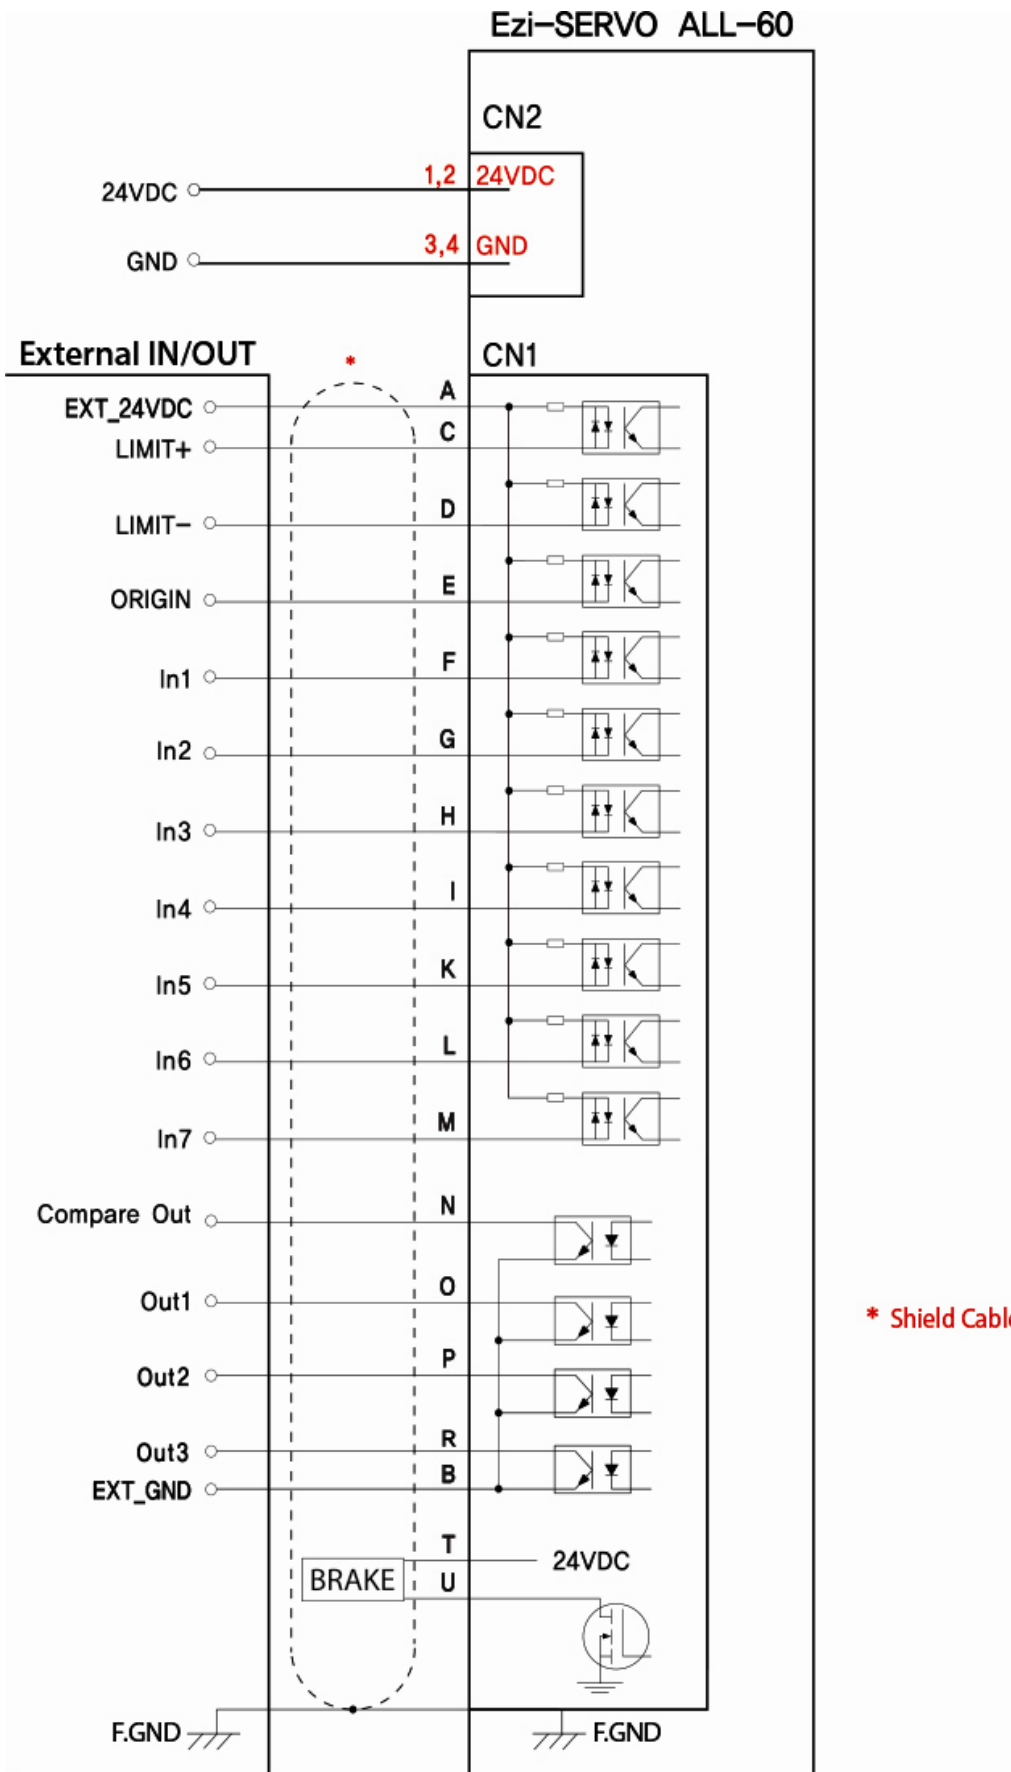 Ezi-SERVO ALL-60
CN2
24VDC 1,2 24VDC
GND 3,4 GND
External IN/OUT * CN1
EXT_24VDC A
LIMIT+ C
LIMIT- D
ORIGIN E
In1 F
In2 G
In3 H
In4 I
In5 K
In6 L
In7 M
Compare Out N
Out1 O
* Shield Cable
Out2 P
Out3 R
EXT_GND B
T 24VDC
BRAKE U
F.GND F.GND